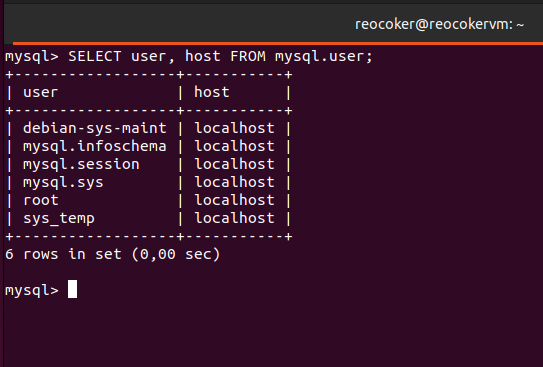 reocoker@reocokervm: ~
mysql> SELECT user, host FROM mysql.user;
+------------------+-----------+
| user             | host      |
+------------------+-----------+
| debian-sys-maint | localhost |
| mysql.infoschema | localhost |
| mysql.session    | localhost |
| mysql.sys        | localhost |
| root             | localhost |
| sys_temp         | localhost |
+------------------+-----------+
6 rows in set (0,00 sec)
mysql>